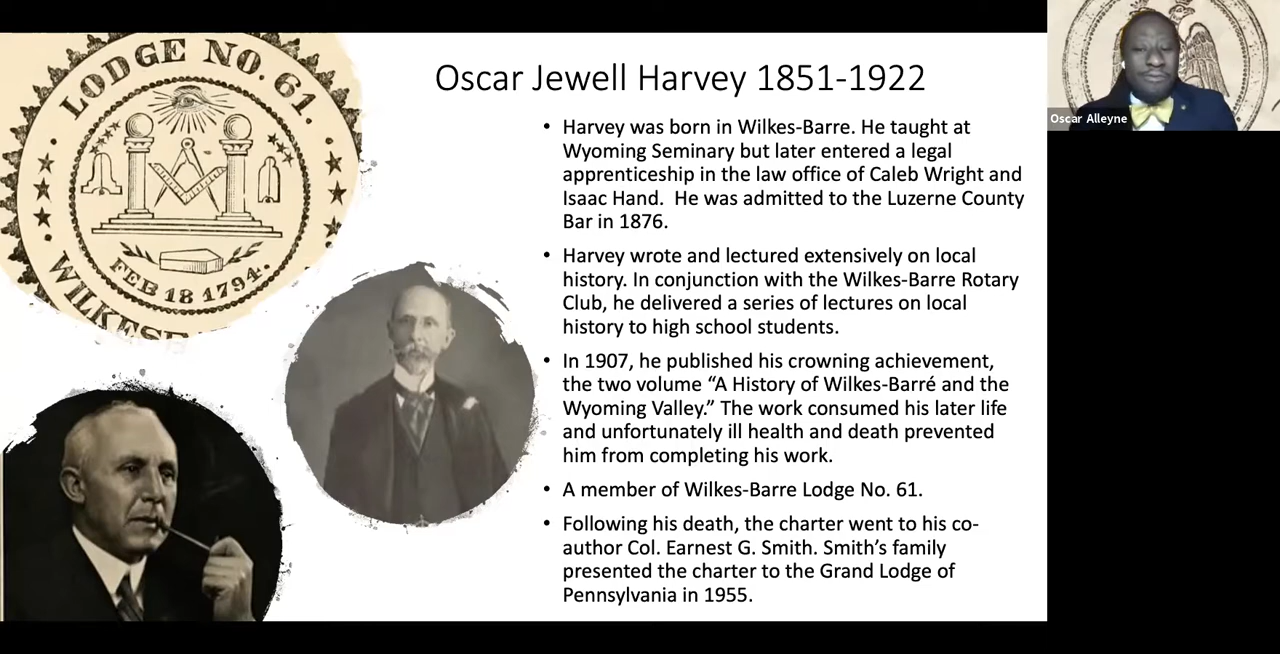 LODGE NO. 61.
FEB 18 1794.
Oscar Jewell Harvey 1851-1922
• Harvey was born in Wilkes-Barre. He taught at
Wyoming Seminary but later entered a legal
apprenticeship in the law office of Caleb Wright and
Isaac Hand.  He was admitted to the Luzerne County
Bar in 1876.
• Harvey wrote and lectured extensively on local
history. In conjunction with the Wilkes-Barre Rotary
Club, he delivered a series of lectures on local
history to high school students.
• In 1907, he published his crowning achievement,
the two volume “A History of Wilkes-Barré and the
Wyoming Valley.” The work consumed his later life
and unfortunately ill health and death prevented
him from completing his work.
• A member of Wilkes-Barre Lodge No. 61.
• Following his death, the charter went to his co-
author Col. Earnest G. Smith. Smith’s family
presented the charter to the Grand Lodge of
Pennsylvania in 1955.
Oscar Alleyne